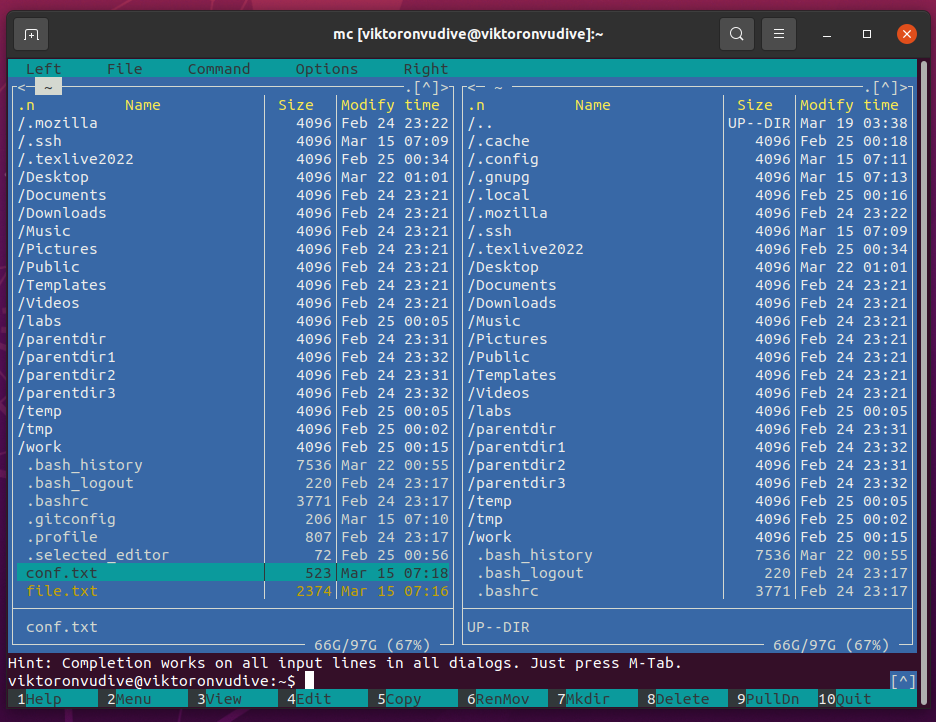 mc [viktoronvudive@viktoronvudive]:~
Left File Command Options Right
<- ~ .[^]> <- ~ .[^]>
.n Name Size Modify time .n Name Size Modify time
/.mozilla 4096 Feb 24 23:22 /.. UP--DIR Mar 19 03:38
/.ssh 4096 Mar 15 07:09 /.cache 4096 Feb 25 00:18
/.texlive2022 4096 Feb 25 00:34 /.config 4096 Mar 15 07:11
/Desktop 4096 Mar 22 01:01 /.gnupg 4096 Mar 15 07:13
/Documents 4096 Feb 24 23:21 /.local 4096 Feb 25 00:16
/Downloads 4096 Feb 24 23:21 /.mozilla 4096 Feb 24 23:22
/Music 4096 Feb 24 23:21 /.ssh 4096 Mar 15 07:09
/Pictures 4096 Feb 24 23:21 /.texlive2022 4096 Feb 25 00:34
/Public 4096 Feb 24 23:21 /Desktop 4096 Mar 22 01:01
/Templates 4096 Feb 24 23:21 /Documents 4096 Feb 24 23:21
/Videos 4096 Feb 24 23:21 /Downloads 4096 Feb 24 23:21
/labs 4096 Feb 25 00:05 /Music 4096 Feb 24 23:21
/parentdir 4096 Feb 24 23:31 /Pictures 4096 Feb 24 23:21
/parentdir1 4096 Feb 24 23:32 /Public 4096 Feb 24 23:21
/parentdir2 4096 Feb 24 23:31 /Templates 4096 Feb 24 23:21
/parentdir3 4096 Feb 24 23:32 /Videos 4096 Feb 24 23:21
/temp 4096 Feb 25 00:05 /labs 4096 Feb 25 00:05
/tmp 4096 Feb 25 00:02 /parentdir 4096 Feb 24 23:31
/work 4096 Feb 25 00:15 /parentdir1 4096 Feb 24 23:32
.bash_history 7536 Mar 22 00:55 /parentdir2 4096 Feb 24 23:31
.bash_logout 220 Feb 24 23:17 /parentdir3 4096 Feb 24 23:32
.bashrc 3771 Feb 24 23:17 /temp 4096 Feb 25 00:05
.gitconfig 206 Mar 15 07:10 /tmp 4096 Feb 25 00:02
.profile 807 Feb 24 23:17 /work 4096 Feb 25 00:15
.selected_editor 72 Feb 25 00:56 .bash_history 7536 Mar 22 00:55
conf.txt 523 Mar 15 07:18 .bash_logout 220 Feb 24 23:17
file.txt 2374 Mar 15 07:16 .bashrc 3771 Feb 24 23:17
conf.txt UP--DIR
66G/97G (67%) 66G/97G (67%)
Hint: Completion works on all input lines in all dialogs. Just press M-Tab.
viktoronvudive@viktoronvudive:~$ [^]
1Help 2Menu 3View 4Edit 5Copy 6RenMov 7Mkdir 8Delete 9PullDn 10Quit